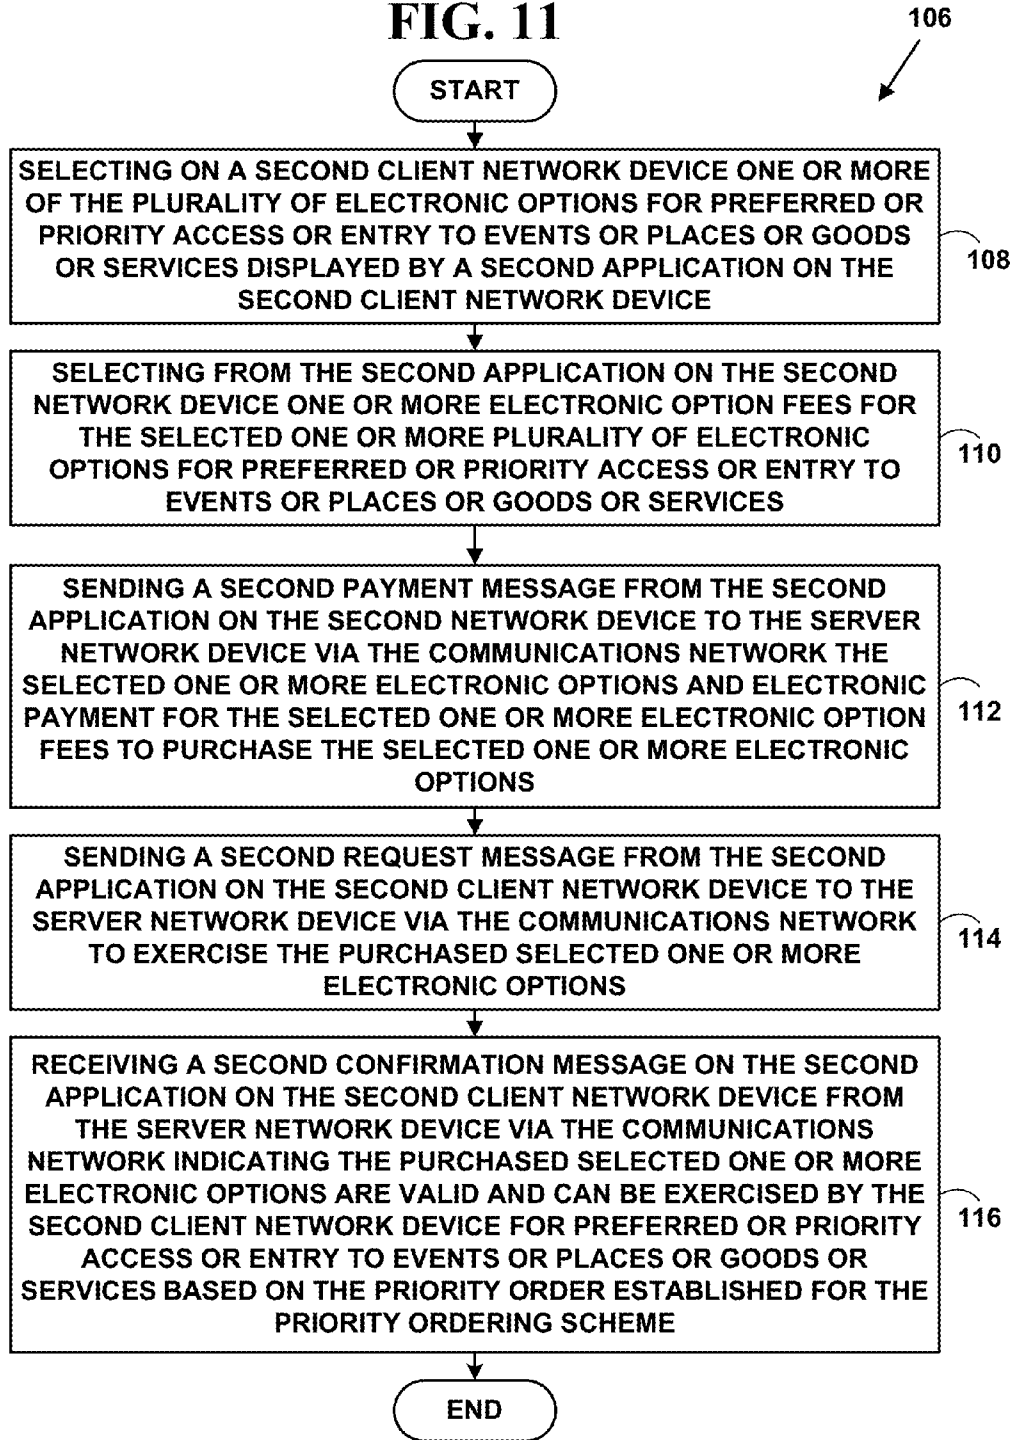 FIG. 11
106
START
SELECTING ON A SECOND CLIENT NETWORK DEVICE ONE OR MORE
OF THE PLURALITY OF ELECTRONIC OPTIONS FOR PREFERRED OR
PRIORITY ACCESS OR ENTRY TO EVENTS OR PLACES OR GOODS
OR SERVICES DISPLAYED BY A SECOND APPLICATION ON THE
SECOND CLIENT NETWORK DEVICE
108
SELECTING FROM THE SECOND APPLICATION ON THE SECOND
NETWORK DEVICE ONE OR MORE ELECTRONIC OPTION FEES FOR
THE SELECTED ONE OR MORE PLURALITY OF ELECTRONIC
OPTIONS FOR PREFERRED OR PRIORITY ACCESS OR ENTRY TO
EVENTS OR PLACES OR GOODS OR SERVICES
110
SENDING A SECOND PAYMENT MESSAGE FROM THE SECOND
APPLICATION ON THE SECOND NETWORK DEVICE TO THE SERVER
NETWORK DEVICE VIA THE COMMUNICATIONS NETWORK THE
SELECTED ONE OR MORE ELECTRONIC OPTIONS AND ELECTRONIC
PAYMENT FOR THE SELECTED ONE OR MORE ELECTRONIC OPTION
FEES TO PURCHASE THE SELECTED ONE OR MORE ELECTRONIC
OPTIONS
112
SENDING A SECOND REQUEST MESSAGE FROM THE SECOND
APPLICATION ON THE SECOND CLIENT NETWORK DEVICE TO THE
SERVER NETWORK DEVICE VIA THE COMMUNICATIONS NETWORK
TO EXERCISE THE PURCHASED SELECTED ONE OR MORE
ELECTRONIC OPTIONS
114
RECEIVING A SECOND CONFIRMATION MESSAGE ON THE SECOND
APPLICATION ON THE SECOND CLIENT NETWORK DEVICE FROM
THE SERVER NETWORK DEVICE VIA THE COMMUNICATIONS
NETWORK INDICATING THE PURCHASED SELECTED ONE OR MORE
ELECTRONIC OPTIONS ARE VALID AND CAN BE EXERCISED BY THE
SECOND CLIENT NETWORK DEVICE FOR PREFERRED OR PRIORITY
ACCESS OR ENTRY TO EVENTS OR PLACES OR GOODS OR
SERVICES BASED ON THE PRIORITY ORDER ESTABLISHED FOR THE
PRIORITY ORDERING SCHEME
116
END